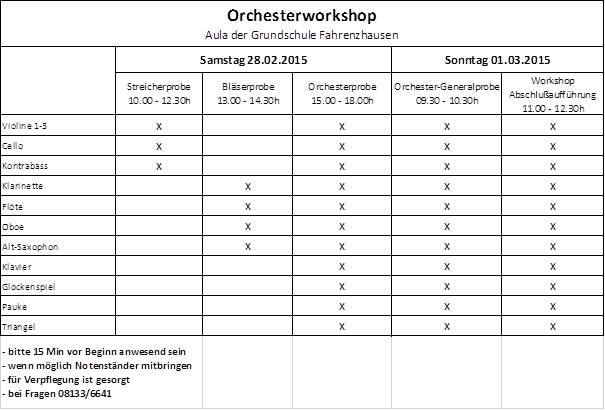 Orchesterworkshop
Aula der Grundschule Fahrenzhausen
Samstag 28.02.2015 Sonntag 01.03.2015
Streicherprobe Bläserprobe Orchesterprobe Orchester-Generalprobe Workshop Abschlußaufführung
10.00 - 12.30h 13.00 - 14.30h 15.00 - 18.00h 09.30 - 10.30h 11.00 - 12.30h
Violine 1-3 X X X X
Cello X X X X
Kontrabass X X X X
Klarinette X X X X
Flöte X X X X
Oboe X X X X
Alt-Saxophon X X X X
Klavier X X X
Glockenspiel X X X
Pauke X X X
Triangel X X X
- bitte 15 Min vor Beginn anwesend sein
- wenn möglich Notenständer mitbringen
- für Verpflegung ist gesorgt
- bei Fragen 08133/6641